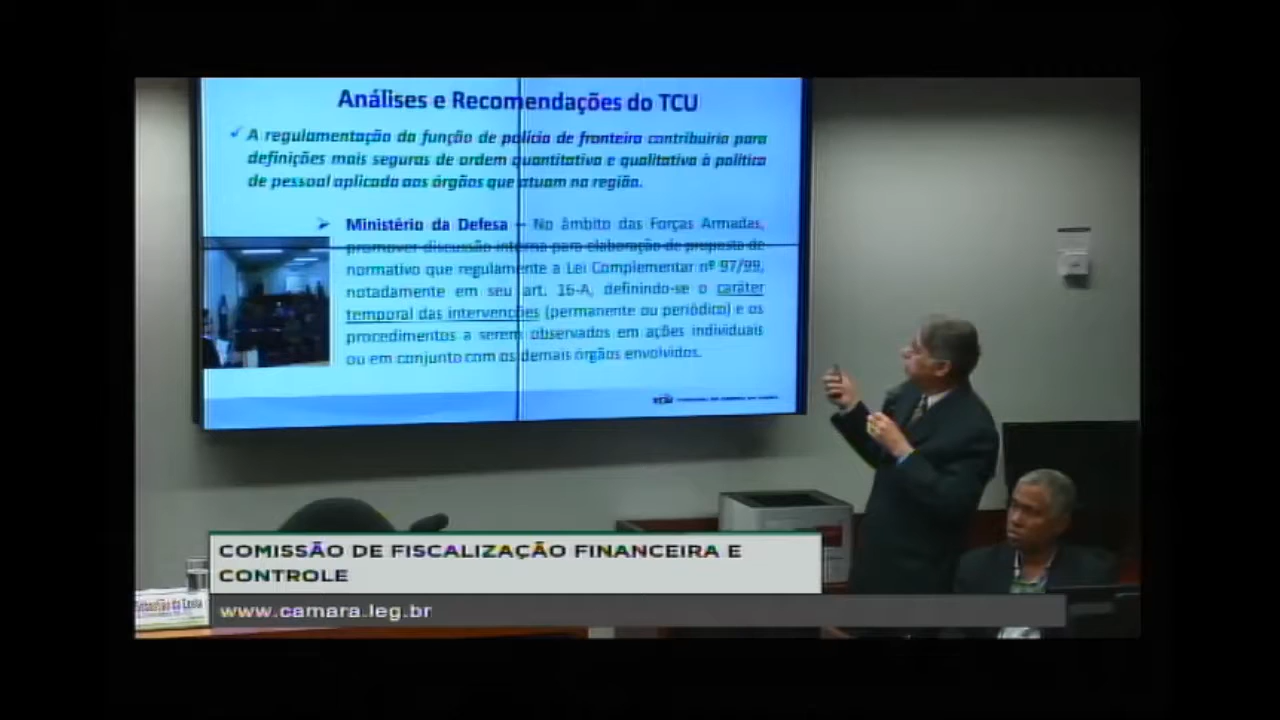 Análises e Recomendações do TCU
✓ A regulamentação da função de polícia de fronteira contribuiria para
definições mais seguras de ordem quantitativa e qualitativa à política
de pessoal aplicada aos órgãos que atuam na região.
➢ Ministério da Defesa – No âmbito das Forças Armadas,
promover discussão interna para elaboração de proposta de
normativo que regulamente a Lei Complementar nº 97/99,
notadamente em seu art. 16-A, definindo-se o caráter
temporal das intervenções (permanente ou periódico) e os
procedimentos a serem observados em ações individuais
ou em conjunto com os demais órgãos envolvidos.
TCU
COMISSÃO DE FISCALIZAÇÃO FINANCEIRA E
CONTROLE
www.camara.leg.br